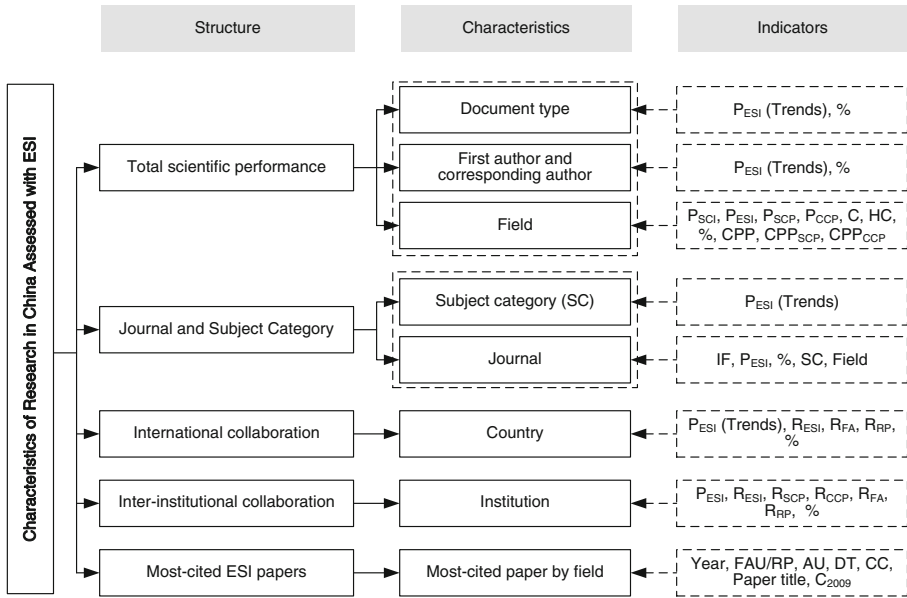 Structure
Characteristics
Indicators
Characteristics of Research in China Assessed with ESI
Total scientific performance
Document type
P_ESI (Trends), %
First author and
corresponding author
P_ESI (Trends), %
Field
P_SCI, P_ESI, P_SCP, P_CCP, C, HC,
%, CPP, CPP_SCP, CPP_CCP
Journal and Subject Category
Subject category (SC)
P_ESI (Trends)
Journal
IF, P_ESI, %, SC, Field
International collaboration
Country
P_ESI (Trends), R_ESI, R_FA, R_RP,
%
Inter-institutional collaboration
Institution
P_ESI, R_ESI, R_SCP, R_CCP, R_FA,
R_RP, %
Most-cited ESI papers
Most-cited paper by field
Year, FAU/RP, AU, DT, CC,
Paper title, C_2009